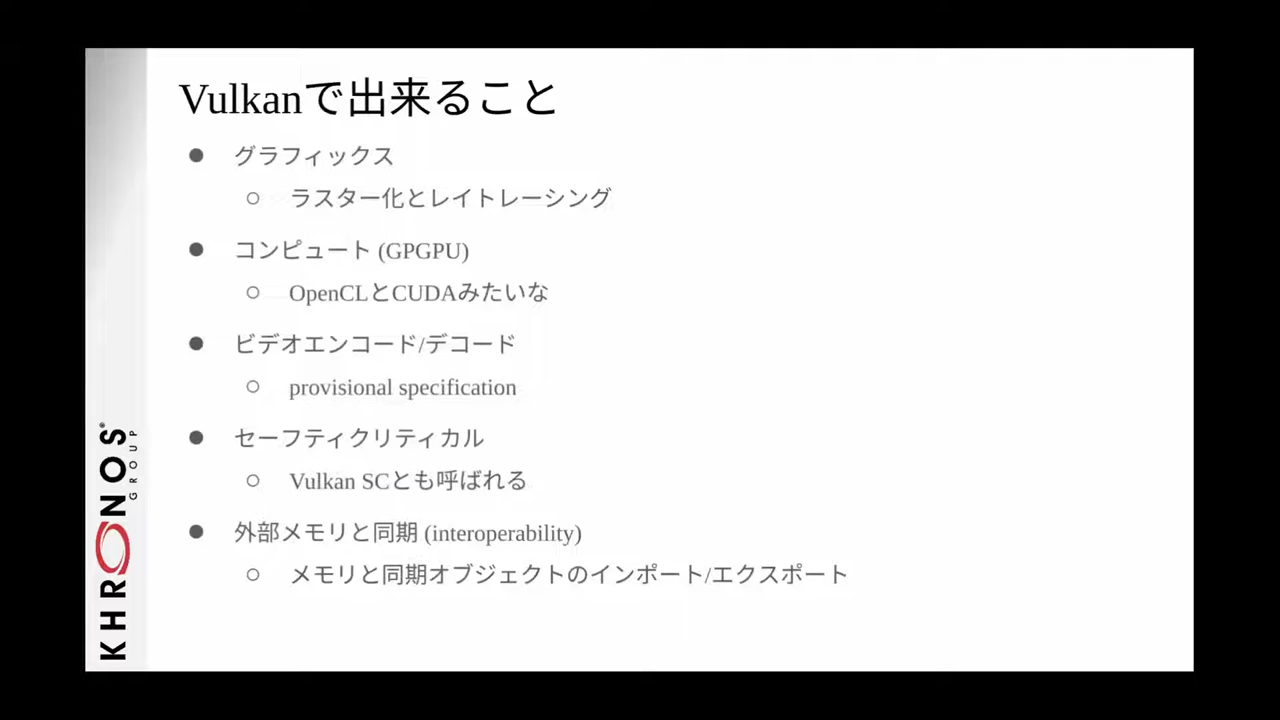 Vulkanで出来ること
● グラフィックス
○ ラスター化とレイトレーシング
● コンピュート (GPGPU)
○ OpenCLとCUDAみたいな
● ビデオエンコード/デコード
○ provisional specification
● セーフティクリティカル
○ Vulkan SCとも呼ばれる
● 外部メモリと同期 (interoperability)
○ メモリと同期オブジェクトのインポート/エクスポート
KHRONOS®
GROUP